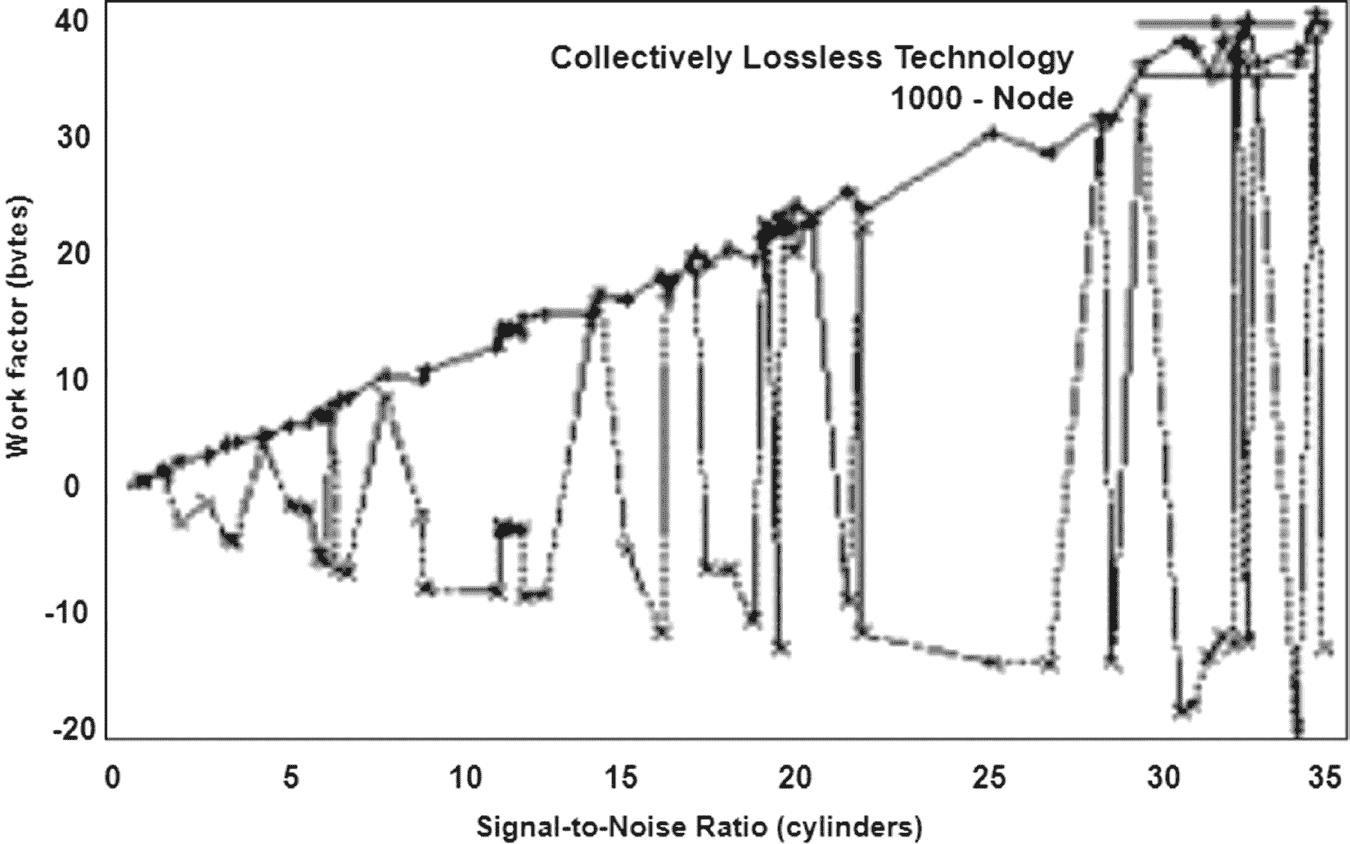 40
Collectively Lossless Technology
1000 - Node
30
20
10
0
-10
-20
Work factor (bytes)
0 5 10 15 20 25 30 35
Signal-to-Noise Ratio (cylinders)